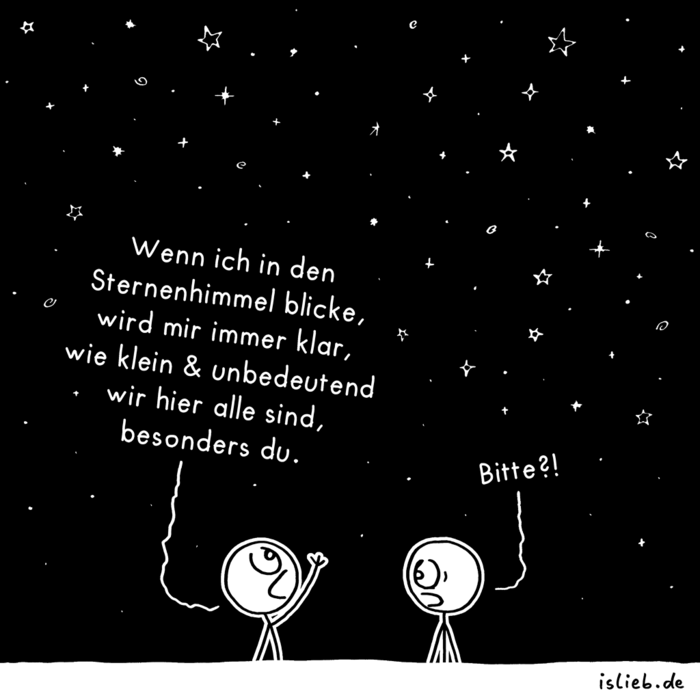 Wenn ich in den
Sternenhimmel blicke,
wird mir immer klar,
wie klein & unbedeutend
wir hier alle sind,
besonders du.
Bitte?!
islieb.de